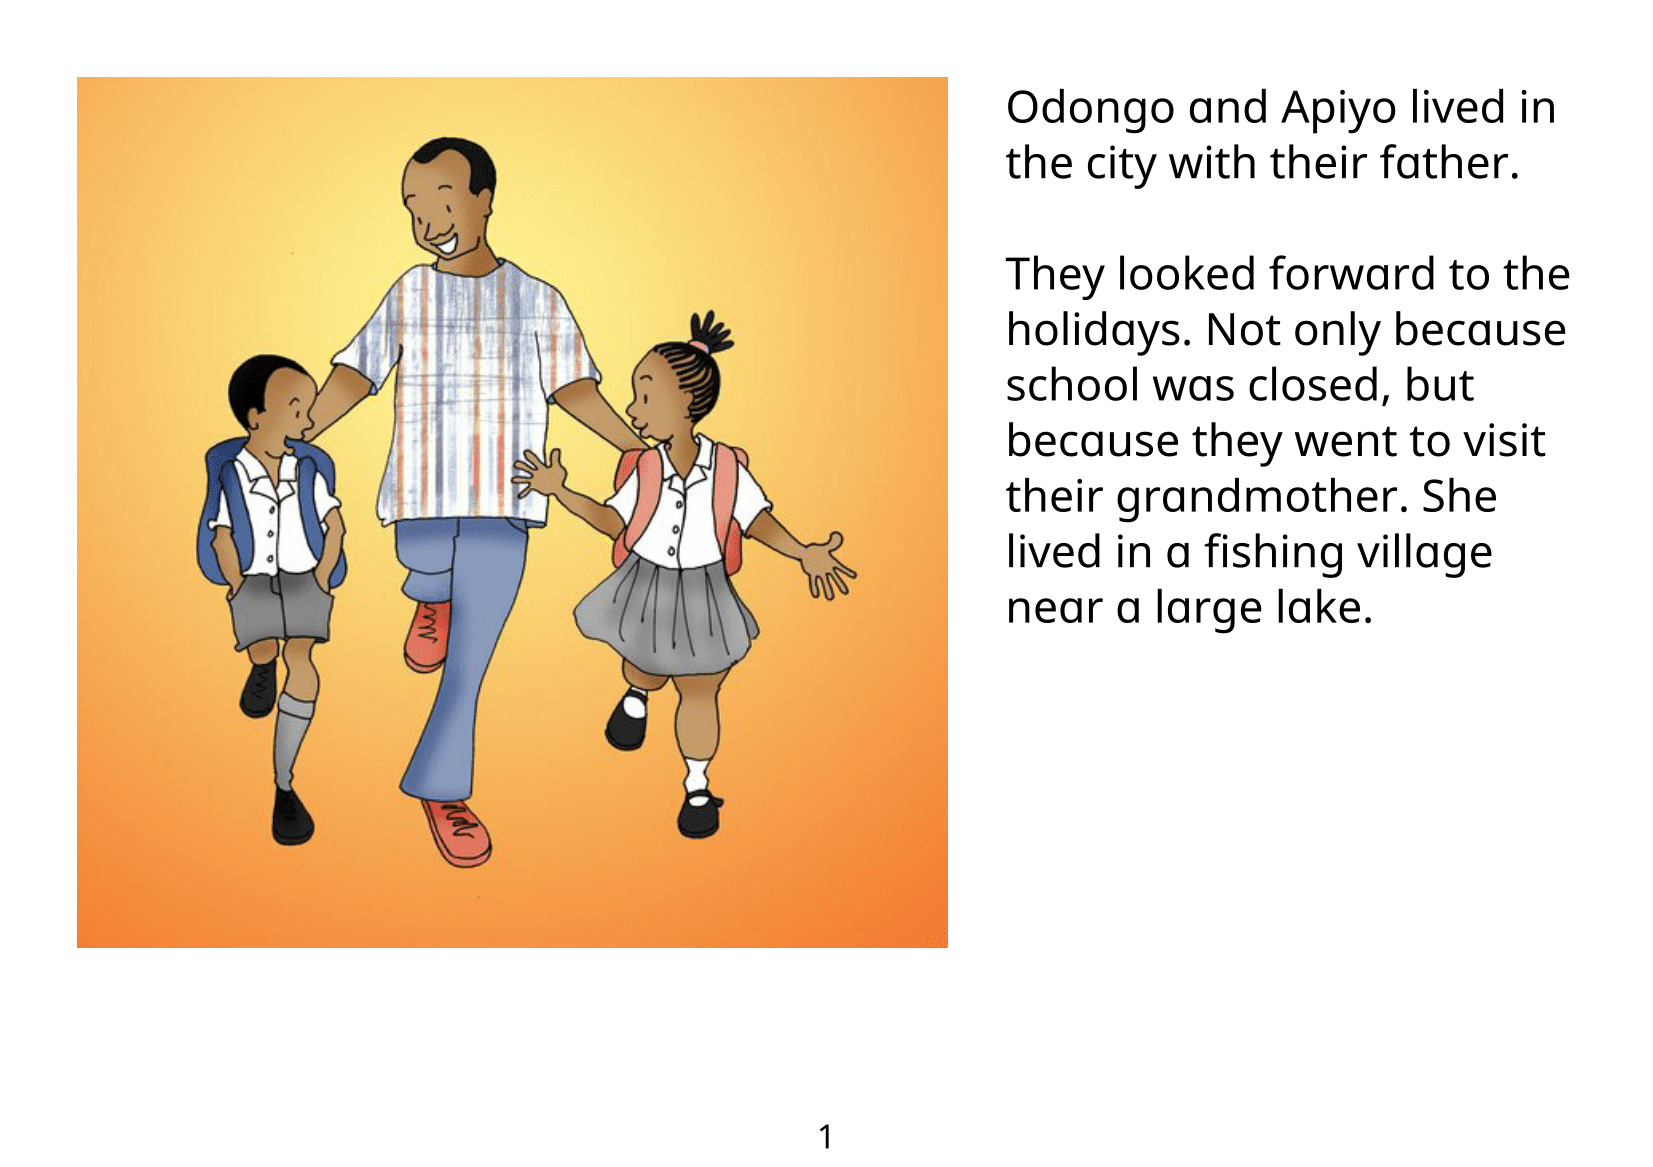 Odongo and Apiyo lived in
the city with their father.
They looked forward to the
holidays. Not only because
school was closed, but
because they went to visit
their grandmother. She
lived in a fishing village
near a large lake.
1